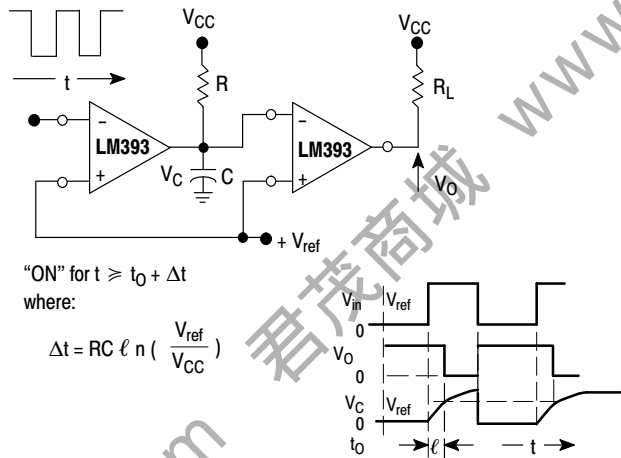 VCC
VCC
t
R
RL
−
LM393
+
VC
C
−
LM393
+
VO
+ Vref
"ON" for t ⩾ tO + Δt
where:
Δt = RC ℓ n ( Vref / VCC )
Vin
Vref
0
VO
0
VC
Vref
0
tO
ℓ
t
君茂商城 www
m